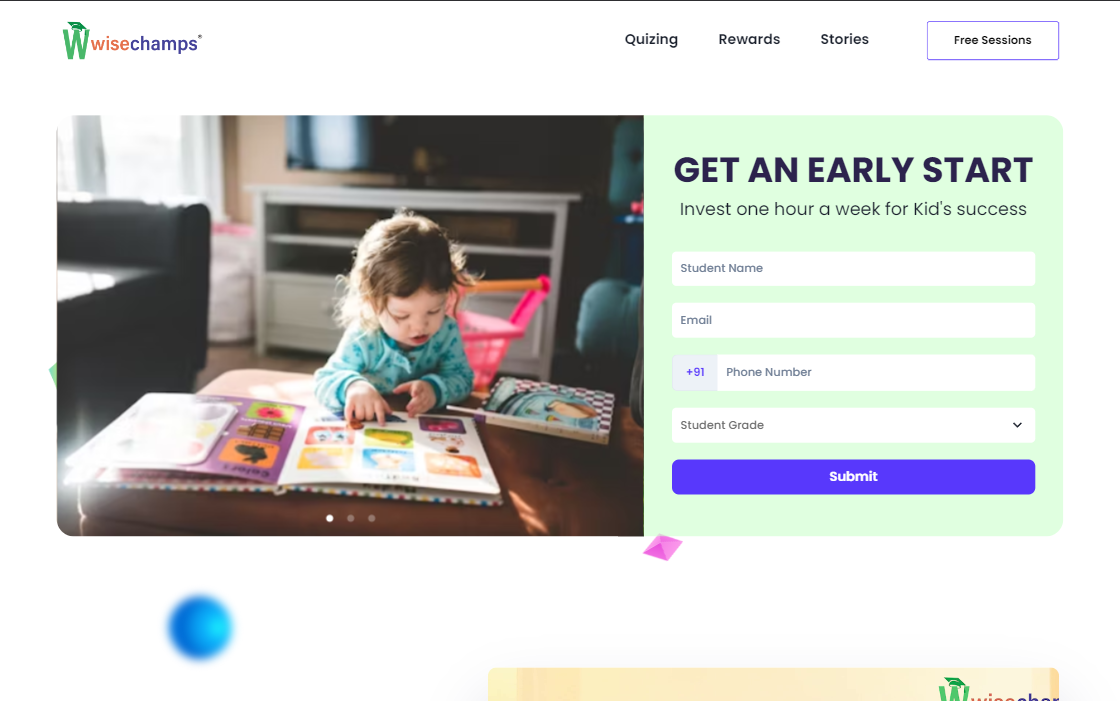 wisechamps®
Quizing
Rewards
Stories
Free Sessions
GET AN EARLY START
Invest one hour a week for Kid's success
Student Name
Email
+91 Phone Number
Student Grade
Submit